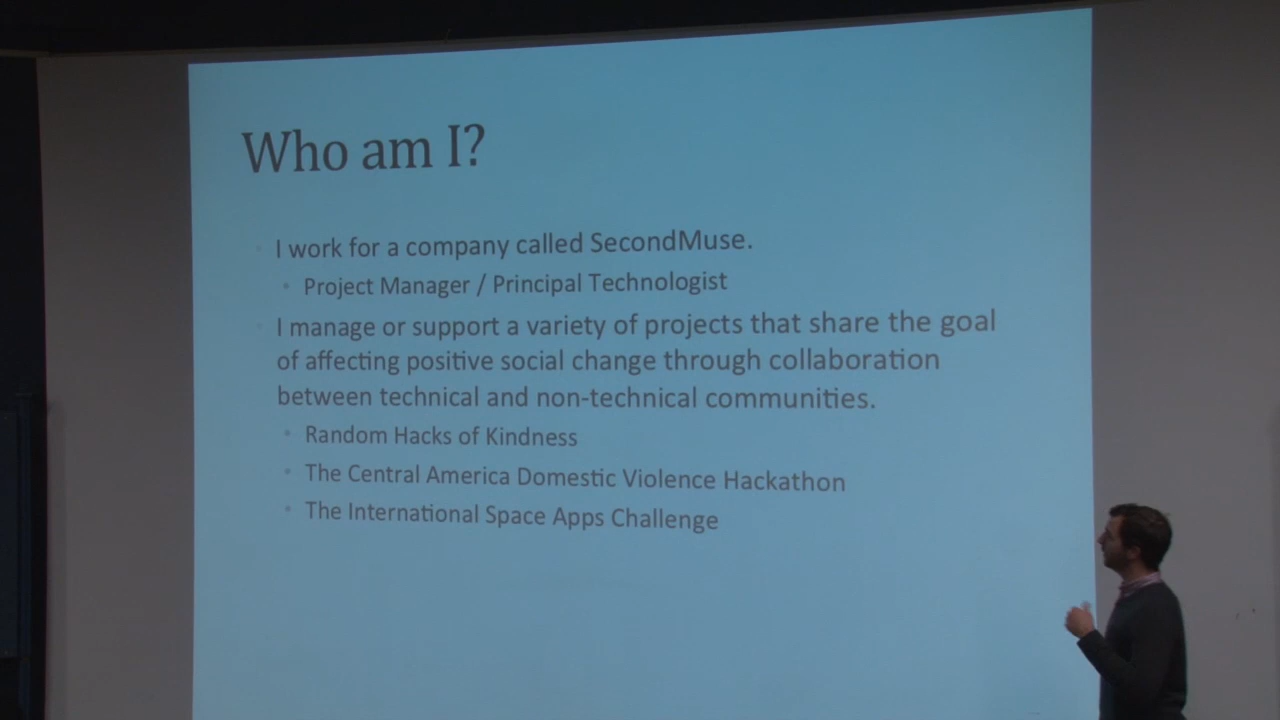 Who am I?
I work for a company called SecondMuse.
Project Manager / Principal Technologist
I manage or support a variety of projects that share the goal
of affecting positive social change through collaboration
between technical and non-technical communities.
Random Hacks of Kindness
The Central America Domestic Violence Hackathon
The International Space Apps Challenge